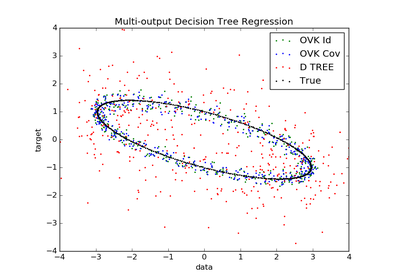 Multi-output Decision Tree Regression
OVK Id
OVK Cov
D TREE
True
4
3
2
1
0
−1
−2
−3
−4
target
−4 −3 −2 −1 0 1 2 3 4
data